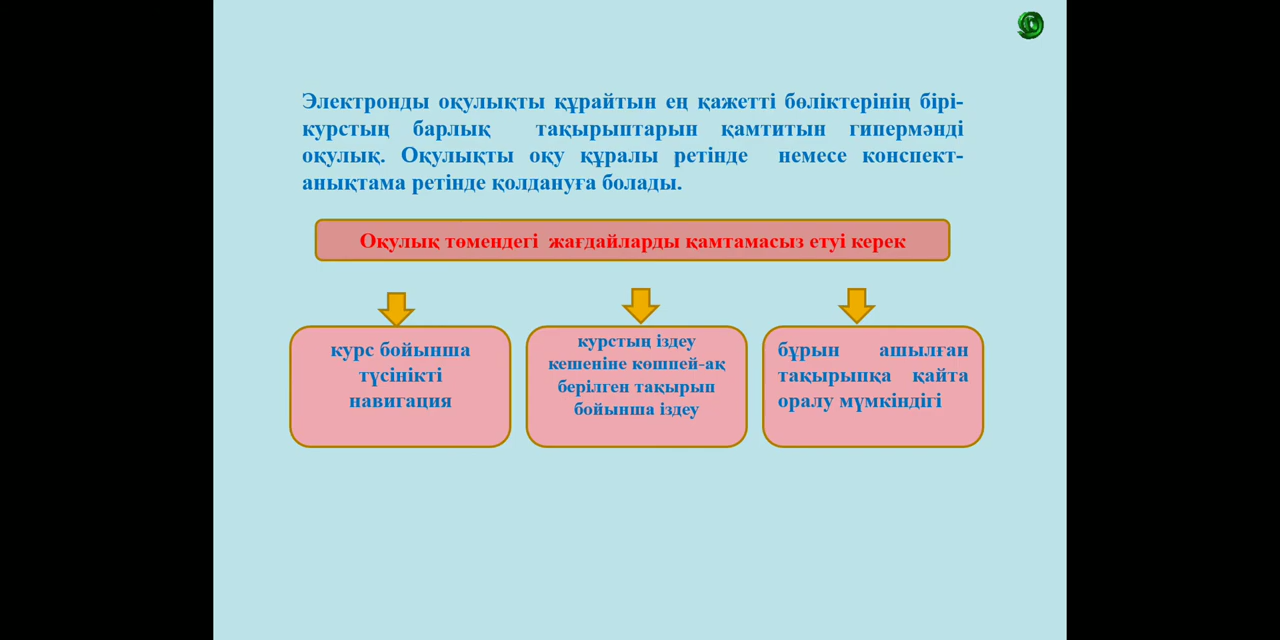 Электронды оқулықты құрайтын ең қажетті бөліктерінің бірі-
курстың барлық тақырыптарын қамтитын гипермәнді
оқулық. Оқулықты оқу құралы ретінде немесе конспект-
анықтама ретінде қолдануға болады.
Оқулық төмендегі жағдайларды қамтамасыз етуі керек
курс бойынша
түсінікті
навигация
курстың іздеу
кешеніне көшпей-ақ
берілген тақырып
бойынша іздеу
бұрын ашылған
тақырыпқа қайта
оралу мүмкіндігі